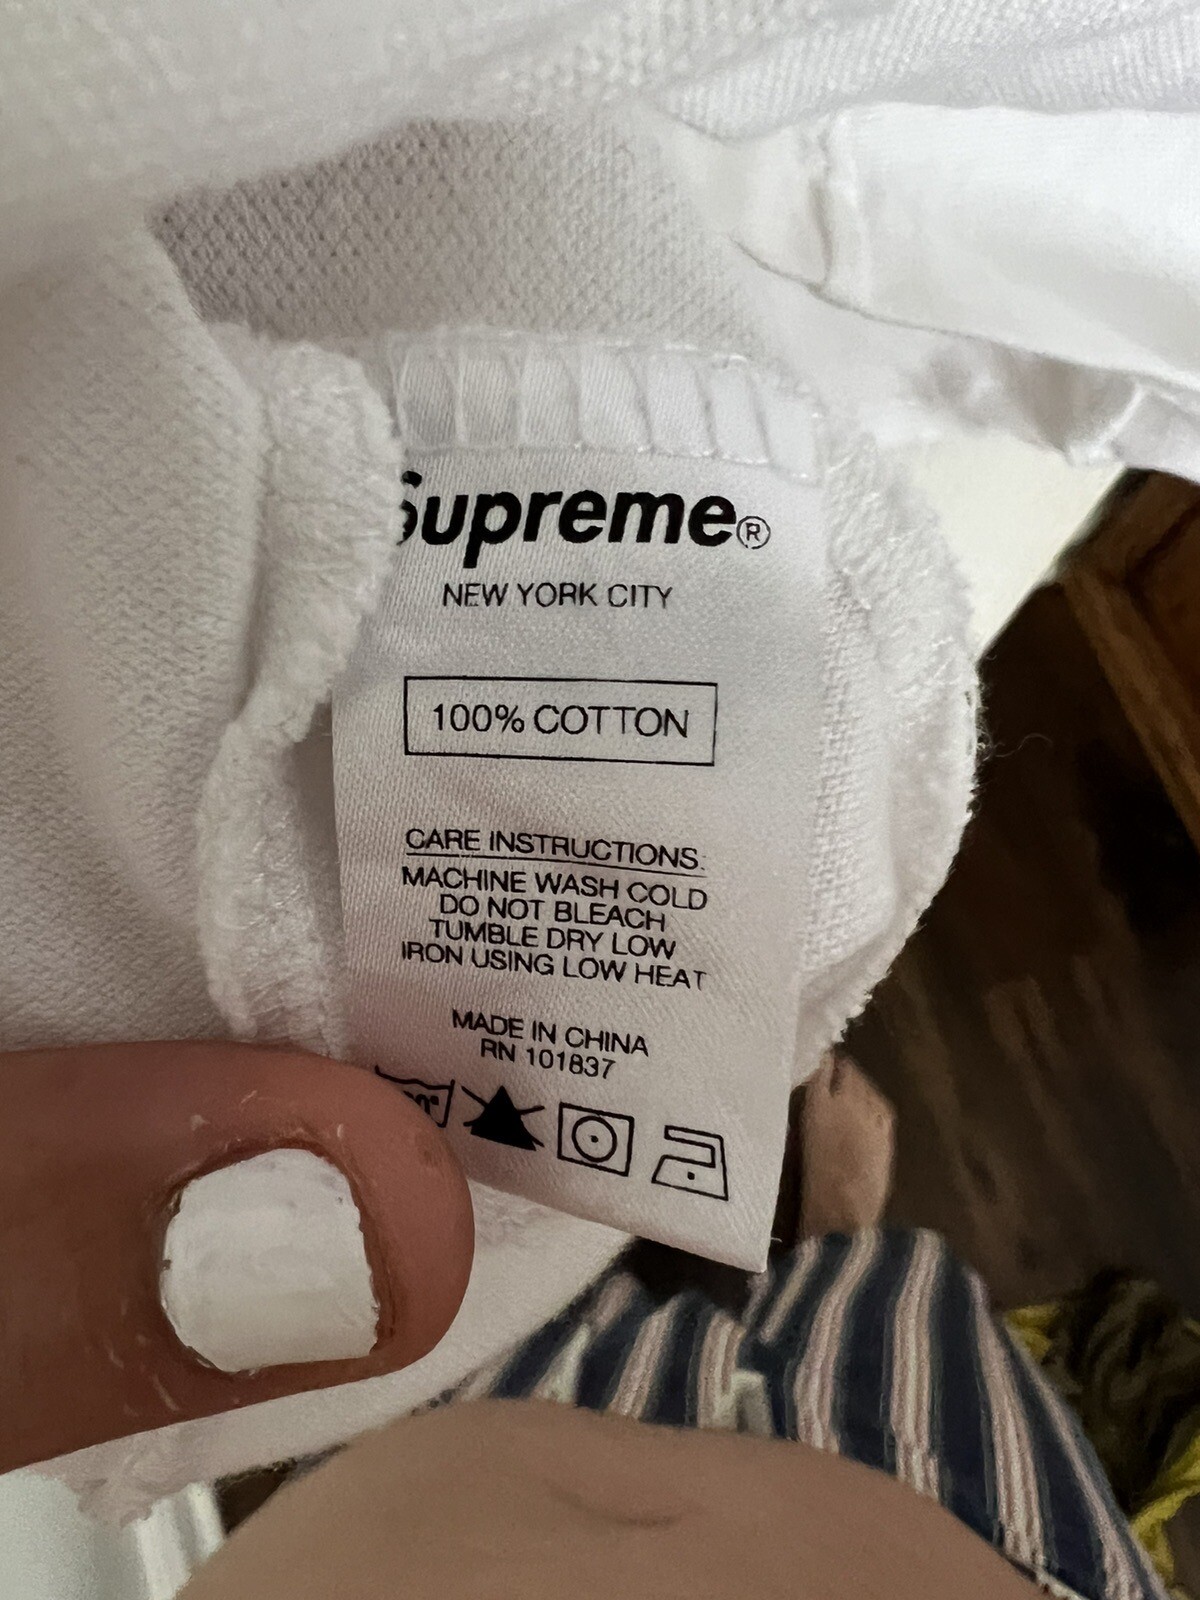 Supreme®
NEW YORK CITY
100% COTTON
CARE INSTRUCTIONS:
MACHINE WASH COLD
DO NOT BLEACH
TUMBLE DRY LOW
IRON USING LOW HEAT
MADE IN CHINA
RN 101837